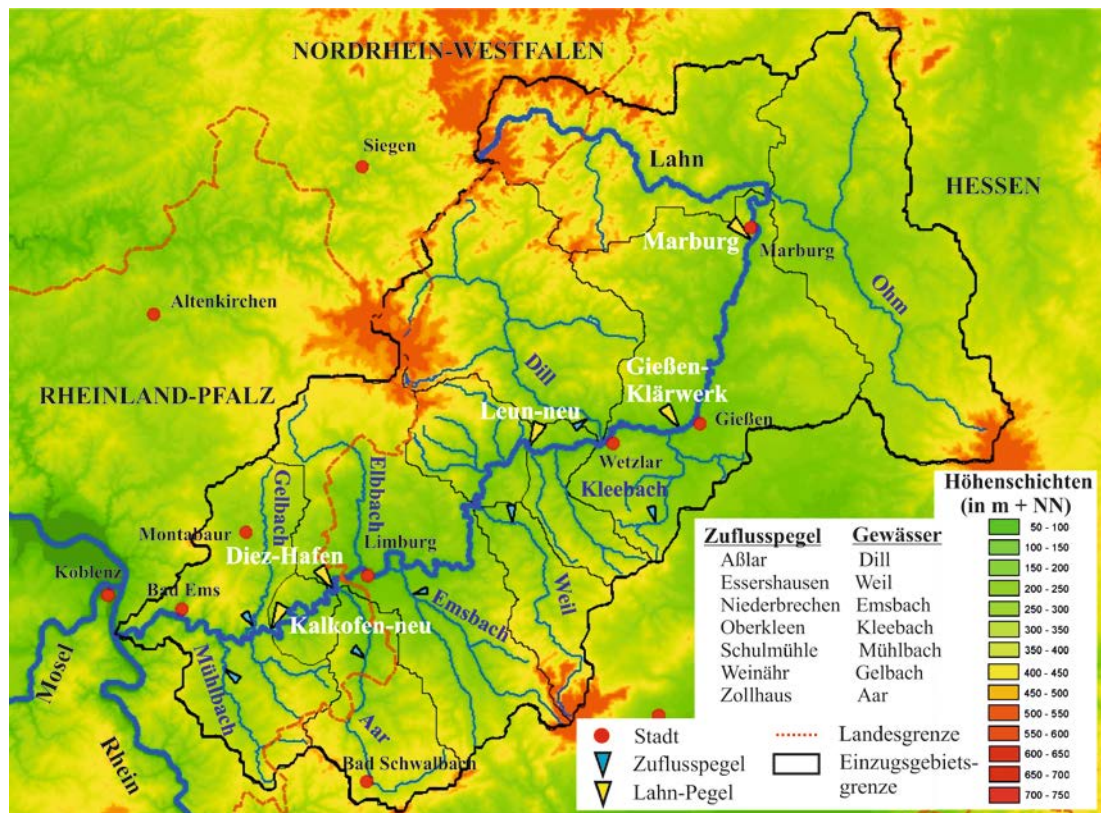 NORDRHEIN-WESTFALEN
Siegen
Lahn
HESSEN
Marburg
Marburg
Altenkirchen
Ohm
Dill
Gießen-
Klärwerk
RHEINLAND-PFALZ
Leun-neu
Gießen
Wetzlar
Kleebach
Gelbach
Elbbach
Montabaur
Limburg
Diez-Hafen
Koblenz
Bad Ems
Weil
Emsbach
Kalkofen-neu
Mosel
Mühlbach
Rhein
Aar
Bad Schwalbach
Zuflusspegel Gewässer
Aßlar Dill
Essershausen Weil
Niederbrechen Emsbach
Oberkleen Kleebach
Schulmühle Mühlbach
Weinähr Gelbach
Zollhaus Aar
Stadt
Zuflusspegel
Lahn-Pegel
Landesgrenze
Einzugsgebiets-
grenze
Höhenschichten
(in m + NN)
50 - 100
100 - 150
150 - 200
200 - 250
250 - 300
300 - 350
350 - 400
400 - 450
450 - 500
500 - 550
550 - 600
600 - 650
650 - 700
700 - 750